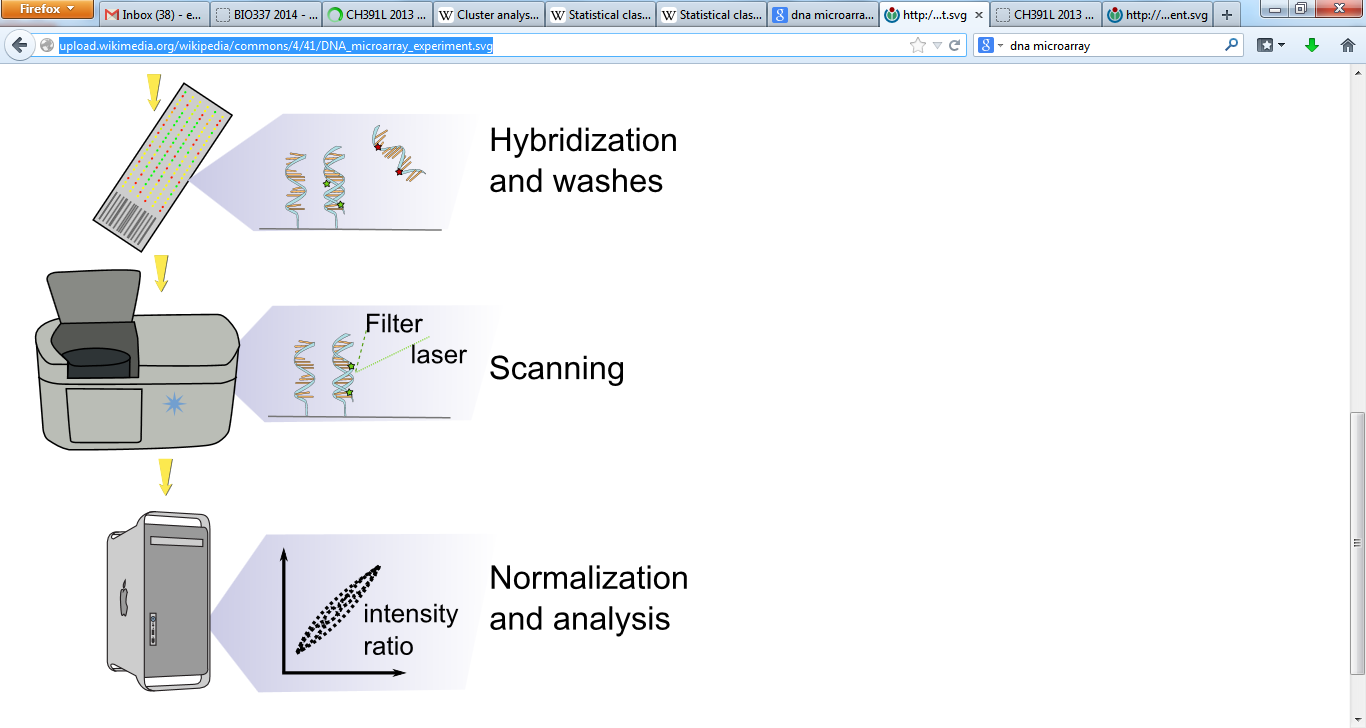 Firefox
Inbox (38) - e...
BIO337 2014 - ...
CH391L 2013 ...
Cluster analys...
Statistical clas...
Statistical clas...
dna microarra...
http:/...t.svg
CH391L 2013 ...
http://...ent.svg
upload.wikimedia.org/wikipedia/commons/4/41/DNA_microarray_experiment.svg
dna microarray
Hybridization
and washes
Filter
laser
Scanning
intensity
ratio
Normalization
and analysis